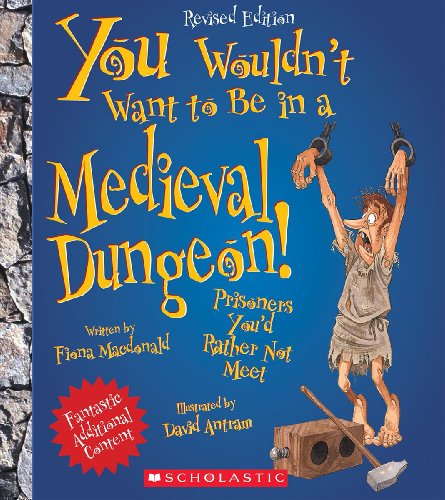 Revised Edition
You Wouldn't
Want to Be in a
Medieval
Dungeon!
Prisoners
You'd
Rather Not
Meet
Written by
Fiona Macdonald
Illustrated by
David Antram
Fantastic
Additional
Content
SCHOLASTIC